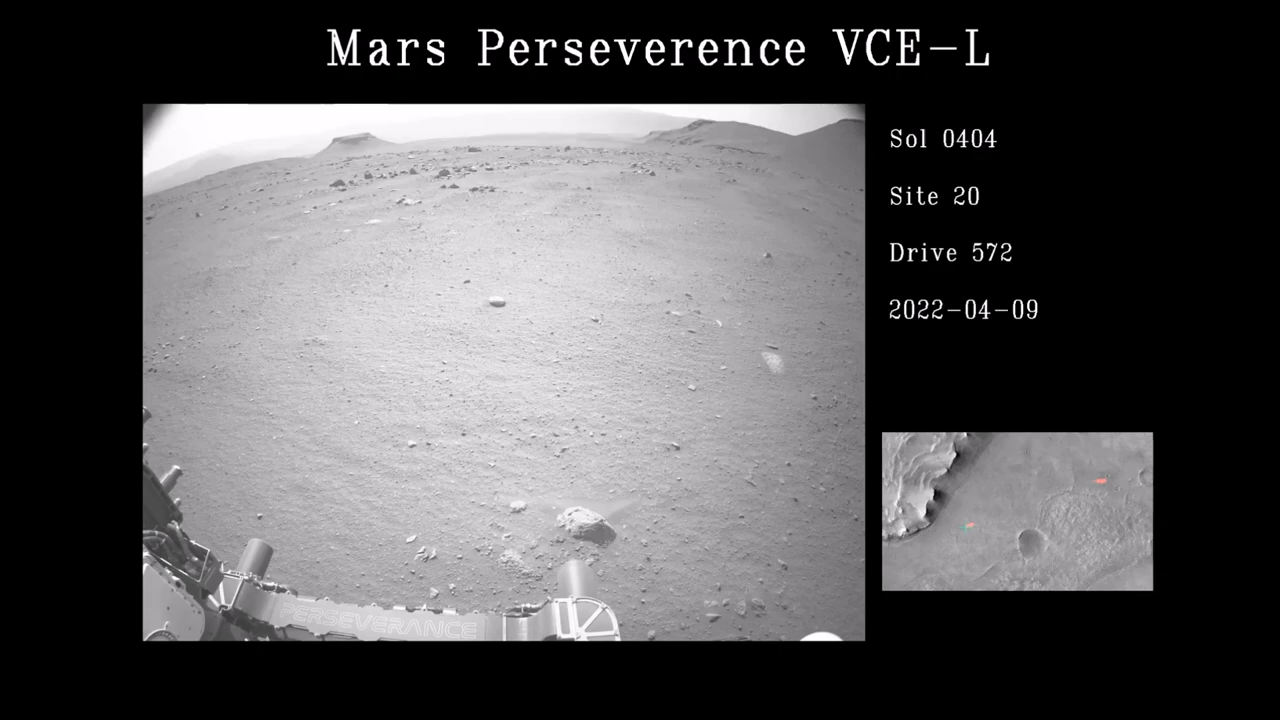 Mars Perseverence VCE-L
Sol 0404
Site 20
Drive 572
2022-04-09
PERSEVERANCE